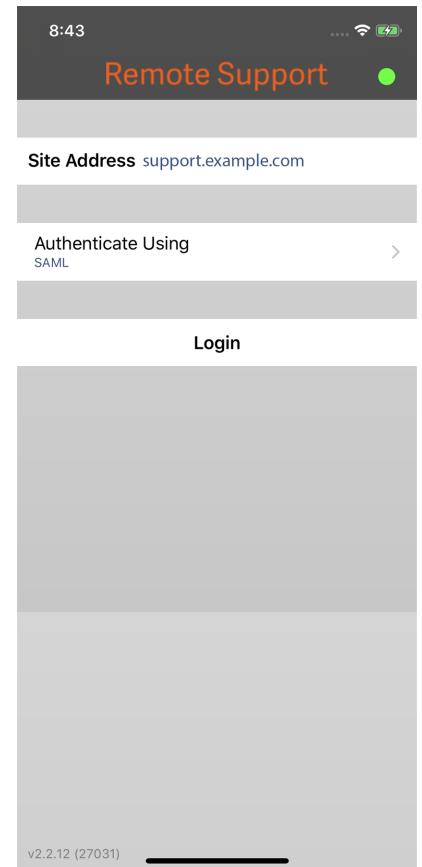 8:43
Remote Support
Site Address support.example.com
Authenticate Using
SAML
Login
v2.2.12 (27031)